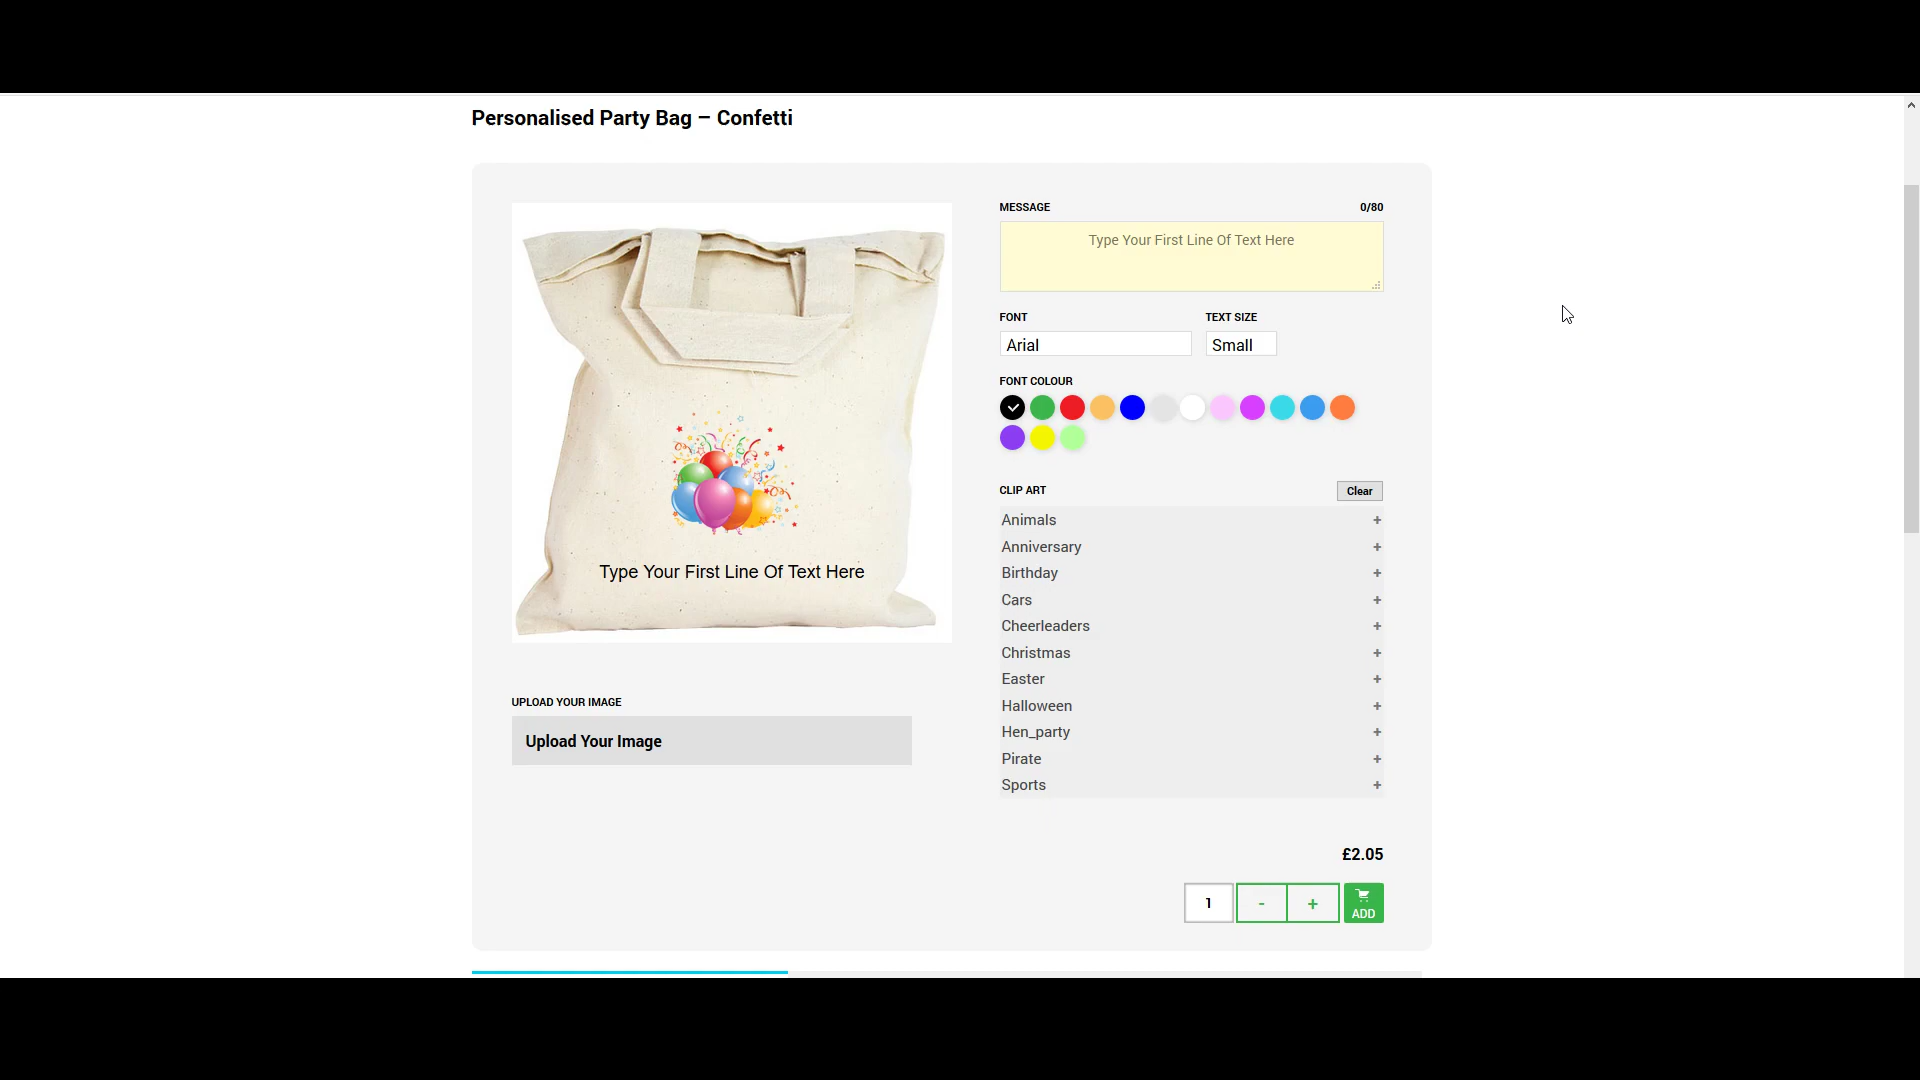 Personalised Party Bag – Confetti
MESSAGE 0/80
Type Your First Line Of Text Here
FONT TEXT SIZE
Arial Small
FONT COLOUR
CLIP ART Clear
Animals +
Anniversary +
Birthday +
Cars +
Cheerleaders +
Christmas +
Easter +
Halloween +
Hen_party +
Pirate +
Sports +
Type Your First Line Of Text Here
UPLOAD YOUR IMAGE
Upload Your Image
£2.05
1 - + ADD